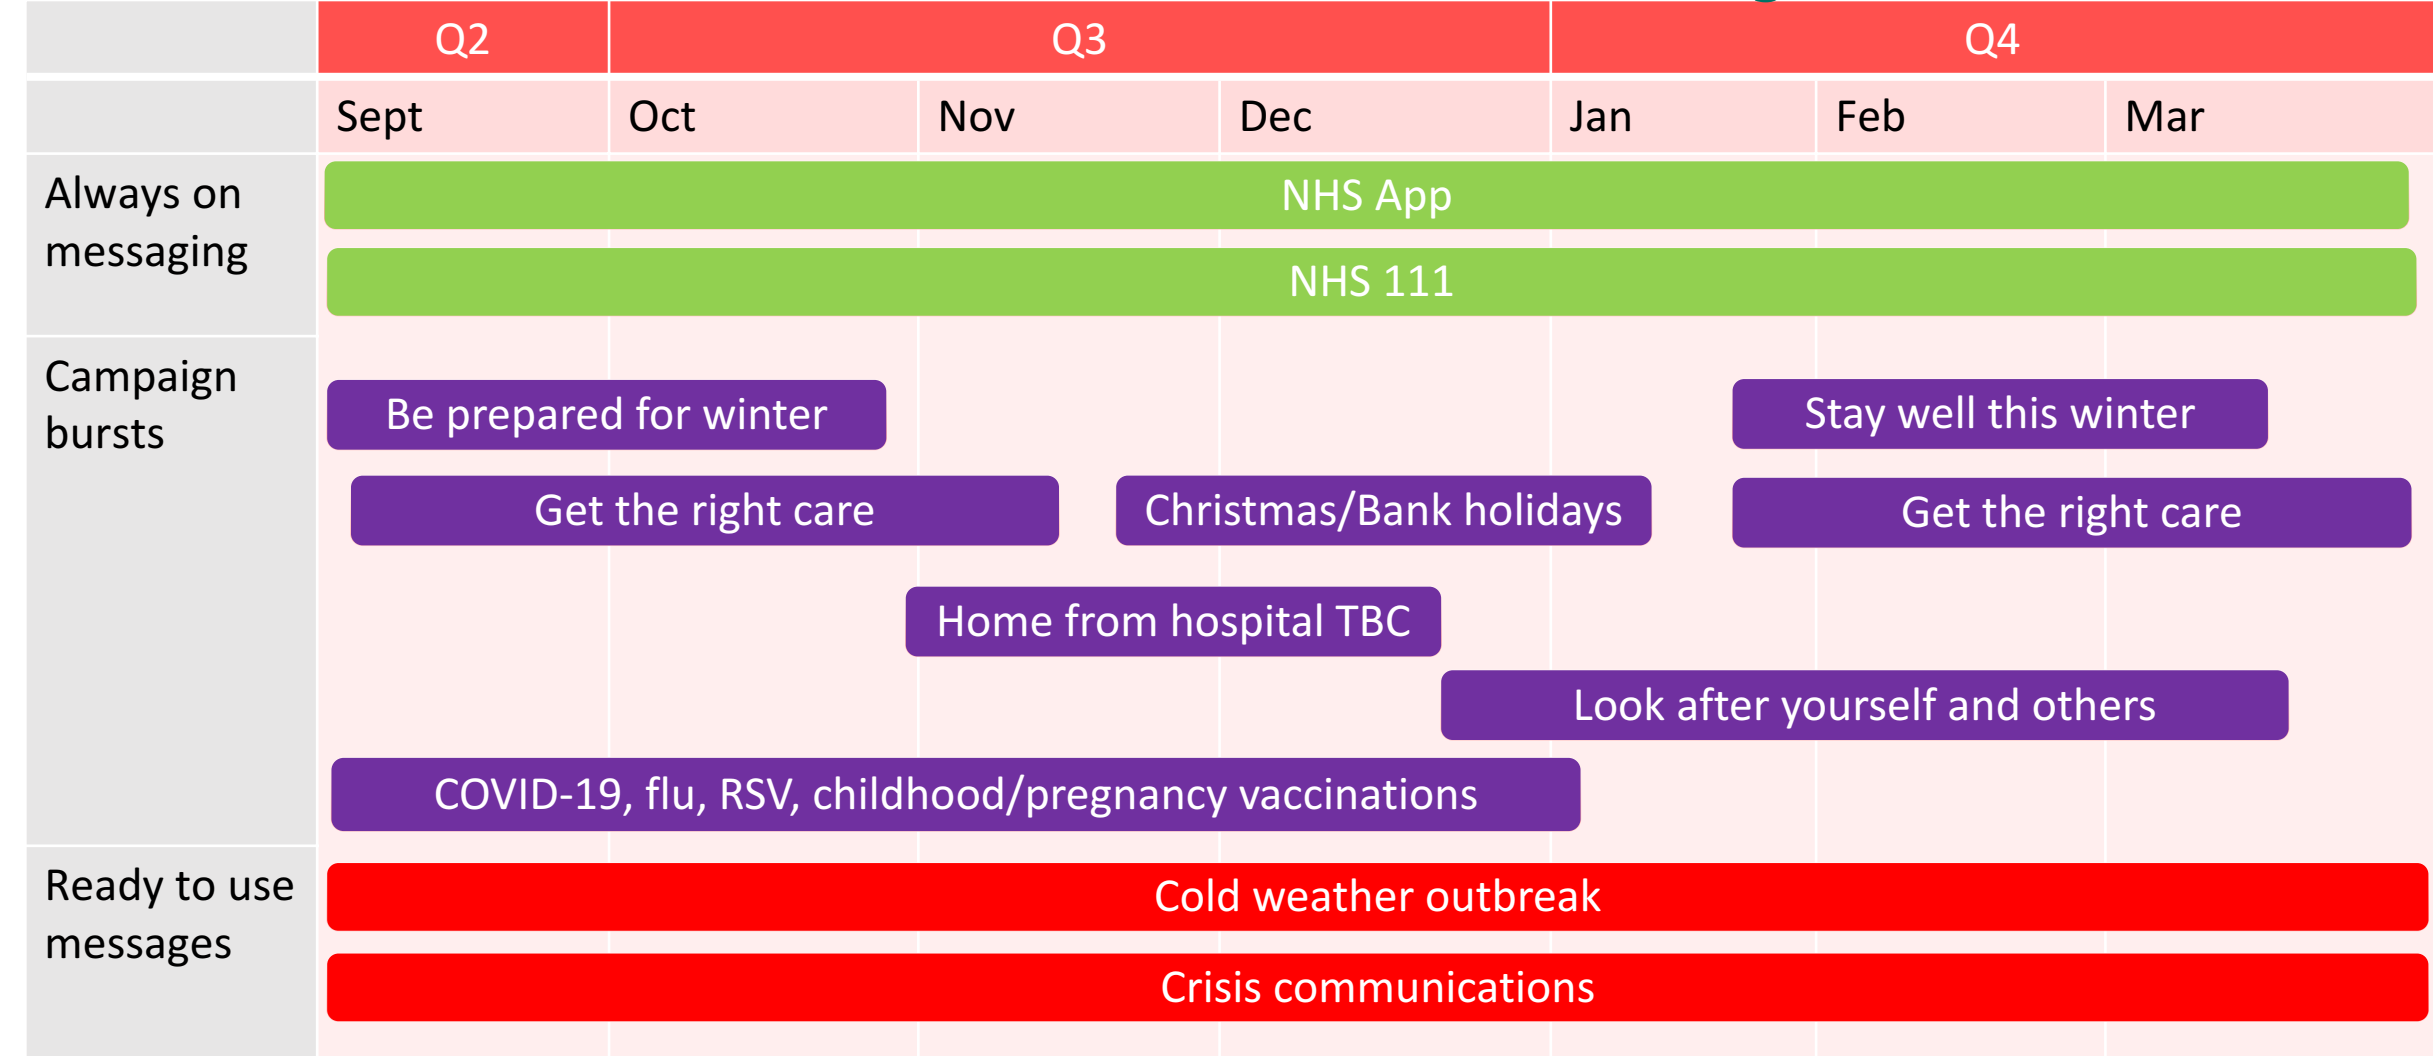 Q2 Q3 Q4
Sept Oct Nov Dec Jan Feb Mar
Always on
messaging
NHS App
NHS 111
Campaign
bursts
Be prepared for winter
Stay well this winter
Get the right care
Christmas/Bank holidays
Get the right care
Home from hospital TBC
Look after yourself and others
COVID-19, flu, RSV, childhood/pregnancy vaccinations
Ready to use
messages
Cold weather outbreak
Crisis communications